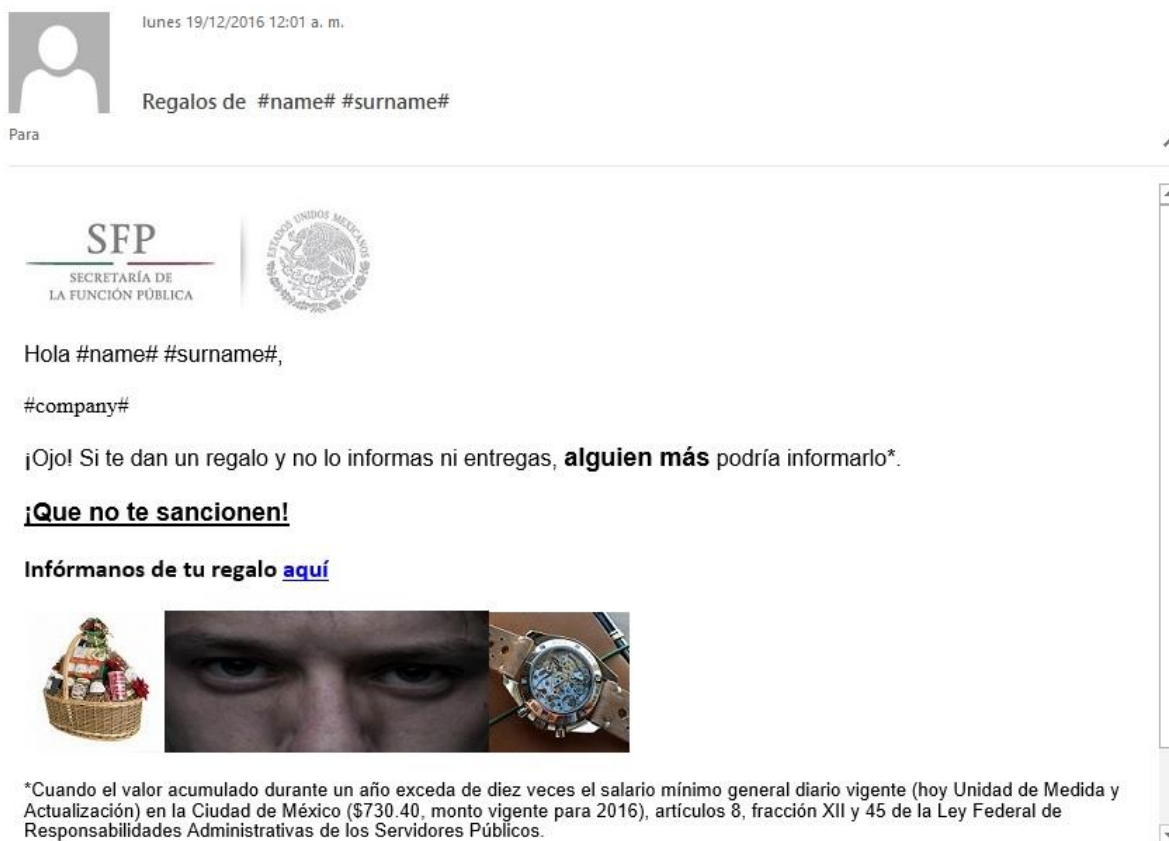 lunes 19/12/2016 12:01 a. m.
Regalos de #name# #surname#
Para
SFP
SECRETARÍA DE
LA FUNCIÓN PÚBLICA
ESTADOS UNIDOS MEXICANOS
Hola #name# #surname#,
#company#
¡Ojo! Si te dan un regalo y no lo informas ni entregas, alguien más podría informarlo*.
¡Que no te sancionen!
Infórmanos de tu regalo aquí
*Cuando el valor acumulado durante un año exceda de diez veces el salario mínimo general diario vigente (hoy Unidad de Medida y
Actualización) en la Ciudad de México ($730.40, monto vigente para 2016), artículos 8, fracción XII y 45 de la Ley Federal de
Responsabilidades Administrativas de los Servidores Públicos.